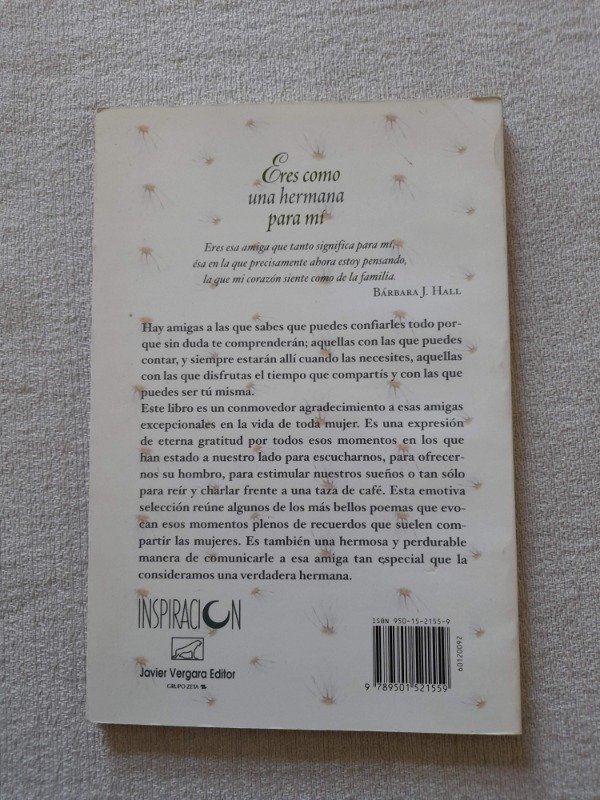 Eres como
una hermana
para mí
Eres esa amiga que tanto significa para mí,
ésa en la que precisamente ahora estoy pensando,
la que mi corazón siente como de la familia.
Bárbara J. Hall
Hay amigas a las que sabes que puedes confiarles todo por-
que sin duda te comprenderán; aquellas con las que puedes
contar, y siempre estarán allí cuando las necesites, aquellas
con las que disfrutas el tiempo que compartís y con las que
puedes ser tú misma.
Este libro es un conmovedor agradecimiento a esas amigas
excepcionales en la vida de toda mujer. Es una expresión
de eterna gratitud por todos esos momentos en los que
han estado a nuestro lado para escucharnos, para ofrecer-
nos su hombro, para estimular nuestros sueños o tan sólo
para reír y charlar frente a una taza de café. Esta emotiva
selección reúne algunos de los más bellos poemas que evo-
can esos momentos plenos de recuerdos que suelen com-
partir las mujeres. Es también una hermosa y perdurable
manera de comunicarle a esa amiga tan especial que la
consideramos una verdadera hermana.
INSPIRACION
Javier Vergara Editor
GRUPO ZETA
ISBN 950-15-2155-9
60120092
9 789501 521559